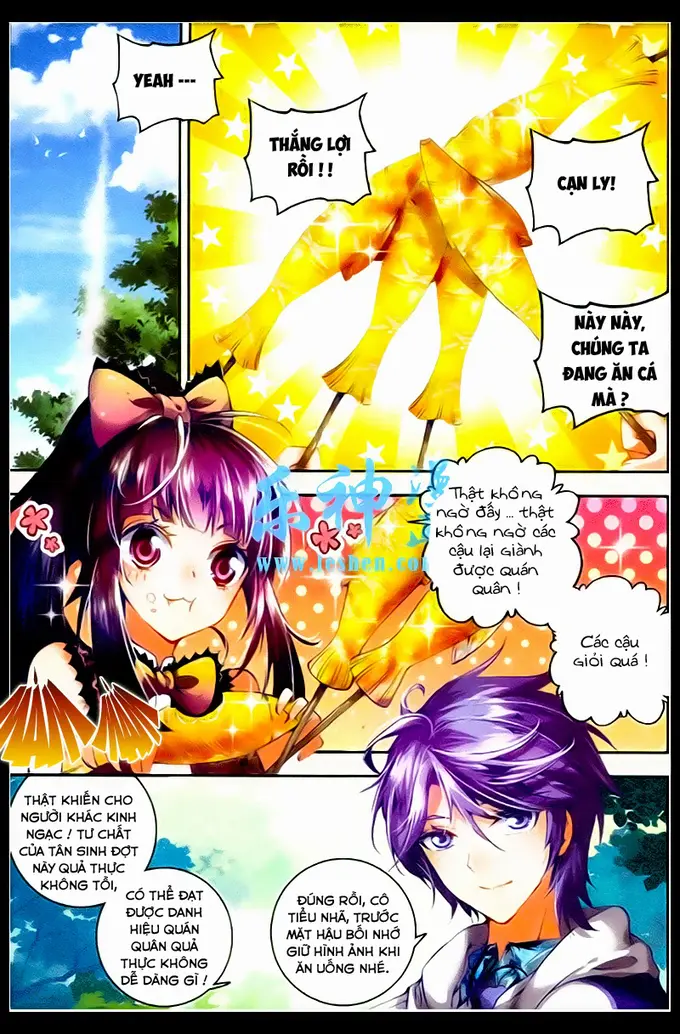 YEAH ---
THẮNG LỢI
RỒI ! !
CẠN LY!
NÀY NÀY,
CHÚNG TA
ĐANG ĂN CÁ
MÀ ?
Thật không
ngờ đấy ... thật
không ngờ các
cậu lại giành
được quán
quân !
Các cậu
giỏi quá !
乐神漫画
www.leshen.com
MĂM MĂM
THẬT KHIẾN CHO
NGƯỜI KHÁC KINH
NGẠC ! TƯ CHẤT
CỦA TÂN SINH ĐỢT
NÀY QUẢ THỰC
KHÔNG TỒI,
CÓ THỂ ĐẠT
ĐƯỢC DANH
HIỆU QUÁN
QUÂN QUẢ
THỰC KHÔNG
DỄ DÀNG GÌ !
ĐÚNG RỒI, CÔ
TIỂU NHÃ, TRƯỚC
MẶT HẬU BỐI NHỚ
GIỮ HÌNH ẢNH KHI
ĂN UỐNG NHÉ.